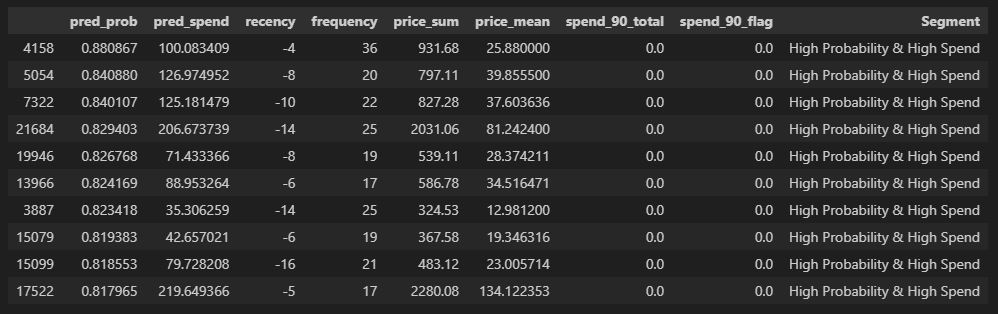 pred_prob pred_spend recency frequency price_sum price_mean spend_90_total spend_90_flag Segment
4158 0.880867 100.083409 -4 36 931.68 25.880000 0.0 0.0 High Probability & High Spend
5054 0.840880 126.974952 -8 20 797.11 39.855500 0.0 0.0 High Probability & High Spend
7322 0.840107 125.181479 -10 22 827.28 37.603636 0.0 0.0 High Probability & High Spend
21684 0.829403 206.673739 -14 25 2031.06 81.242400 0.0 0.0 High Probability & High Spend
19946 0.826768 71.433366 -8 19 539.11 28.374211 0.0 0.0 High Probability & High Spend
13966 0.824169 88.953264 -6 17 586.78 34.516471 0.0 0.0 High Probability & High Spend
3887 0.823418 35.306259 -14 25 324.53 12.981200 0.0 0.0 High Probability & High Spend
15079 0.819383 42.657021 -6 19 367.58 19.346316 0.0 0.0 High Probability & High Spend
15099 0.818553 79.728208 -16 21 483.12 23.005714 0.0 0.0 High Probability & High Spend
17522 0.817965 219.649366 -5 17 2280.08 134.122353 0.0 0.0 High Probability & High Spend